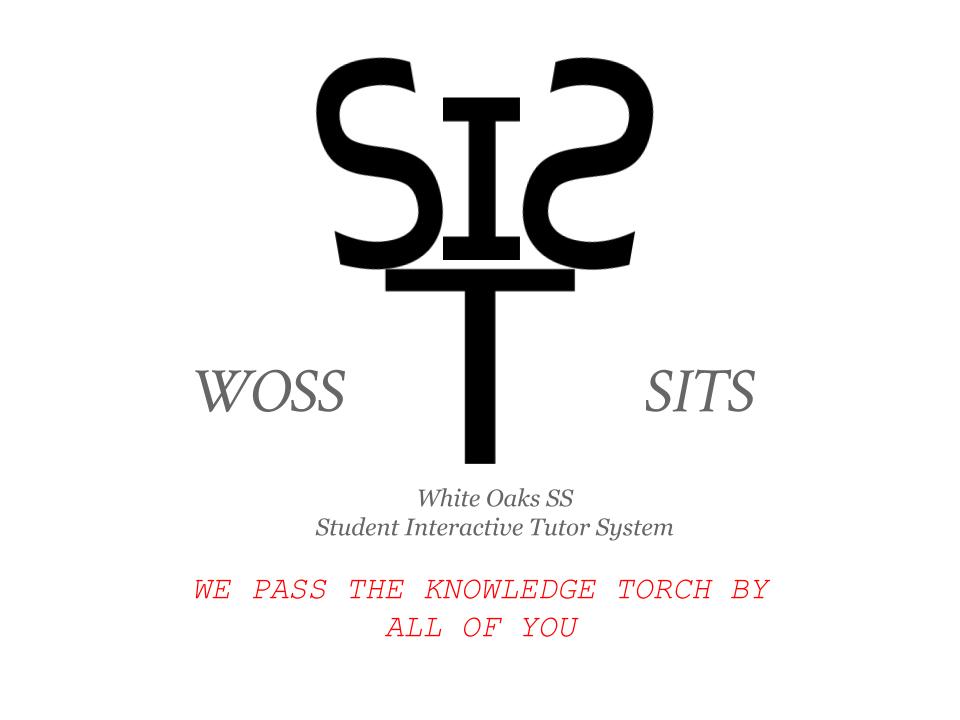 SIS
T
WOSS SITS
White Oaks SS
Student Interactive Tutor System
WE PASS THE KNOWLEDGE TORCH BY
ALL OF YOU